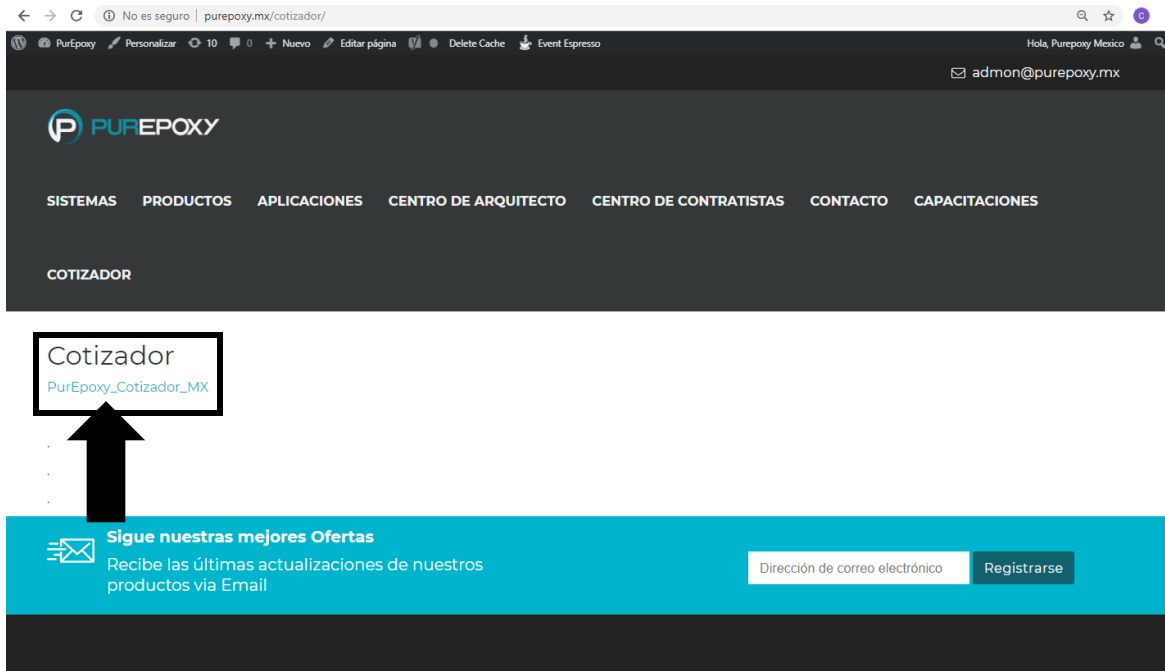 No es seguro | purepoxy.mx/cotizador/
C
PurEpoxy Personalizar 10 0 Nuevo Editar página Delete Cache Event Espresso Hola, Purepoxy Mexico
admon@purepoxy.mx
P PUREPOXY
SISTEMAS PRODUCTOS APLICACIONES CENTRO DE ARQUITECTO CENTRO DE CONTRATISTAS CONTACTO CAPACITACIONES
COTIZADOR
Cotizador
PurEpoxy_Cotizador_MX
.
.
.
Sigue nuestras mejores Ofertas
Recibe las últimas actualizaciones de nuestros
productos via Email
Dirección de correo electrónico Registrarse